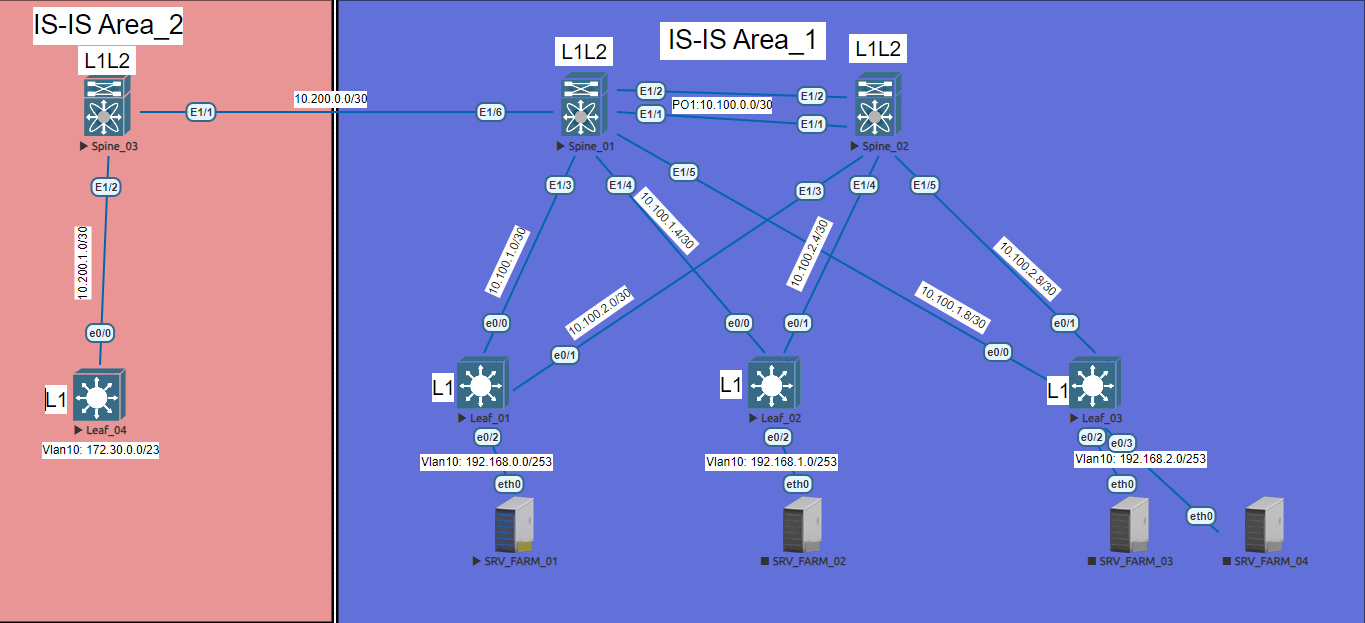 IS-IS Area_2
IS-IS Area_1
L1L2
L1L2
L1L2
10.200.0.0/30
E1/1
E1/6
E1/2
E1/1
PO1:10.100.0.0/30
E1/2
E1/1
Spine_03
Spine_01
Spine_02
E1/2
E1/3
E1/4
E1/5
E1/3
E1/4
E1/5
10.200.1.0/30
10.100.1.0/30
10.100.1.4/30
10.100.2.0/30
10.100.2.4/30
10.100.1.8/30
10.100.2.8/30
e0/0
e0/0
e0/1
e0/0
e0/1
e0/0
e0/1
L1
L1
L1
L1
Leaf_04
Leaf_01
Leaf_02
Leaf_03
Vlan10: 172.30.0.0/23
e0/2
e0/2
e0/2
e0/3
Vlan10: 192.168.0.0/253
Vlan10: 192.168.1.0/253
Vlan10: 192.168.2.0/253
eth0
eth0
eth0
eth0
SRV_FARM_01
SRV_FARM_02
SRV_FARM_03
SRV_FARM_04